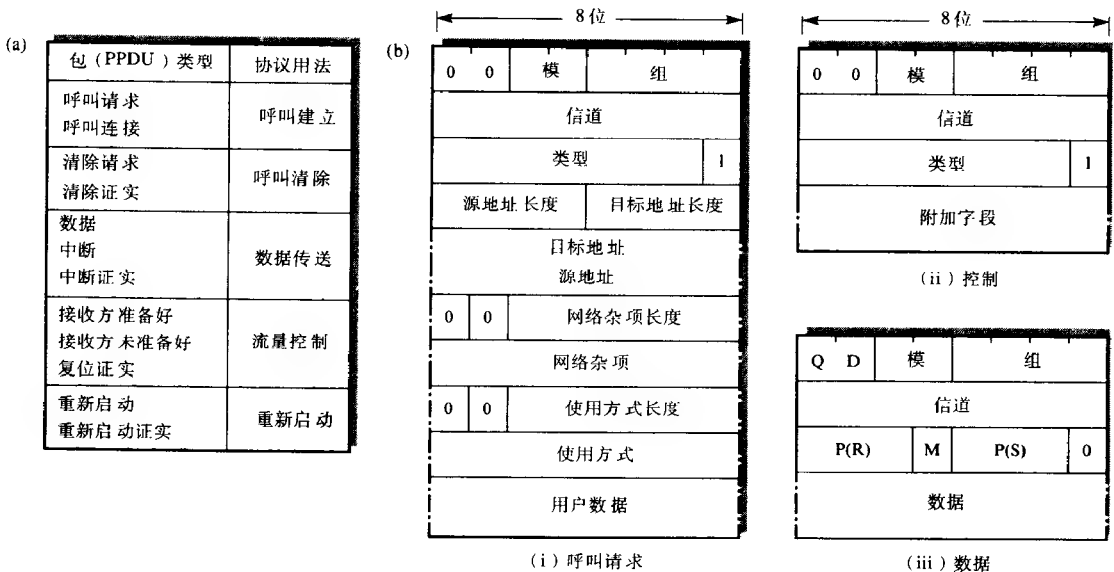 (a)
包（PPDU）类型 协议用法
呼叫请求
呼叫连接
呼叫建立
清除请求
清除证实
呼叫清除
数据
中断
中断证实
数据传送
接收方准备好
接收方未准备好
复位证实
流量控制
重新启动
重新启动证实
重新启动
(b)
8位
0 0 模 组
信道
类型 1
源地址长度 目标地址长度
目标地址
源地址
0 0 网络杂项长度
网络杂项
0 0 使用方式长度
使用方式
用户数据
(i) 呼叫请求
8位
0 0 模 组
信道
类型 1
附加字段
(ii) 控制
Q D 模 组
信道
P(R) M P(S) 0
数据
(iii) 数据